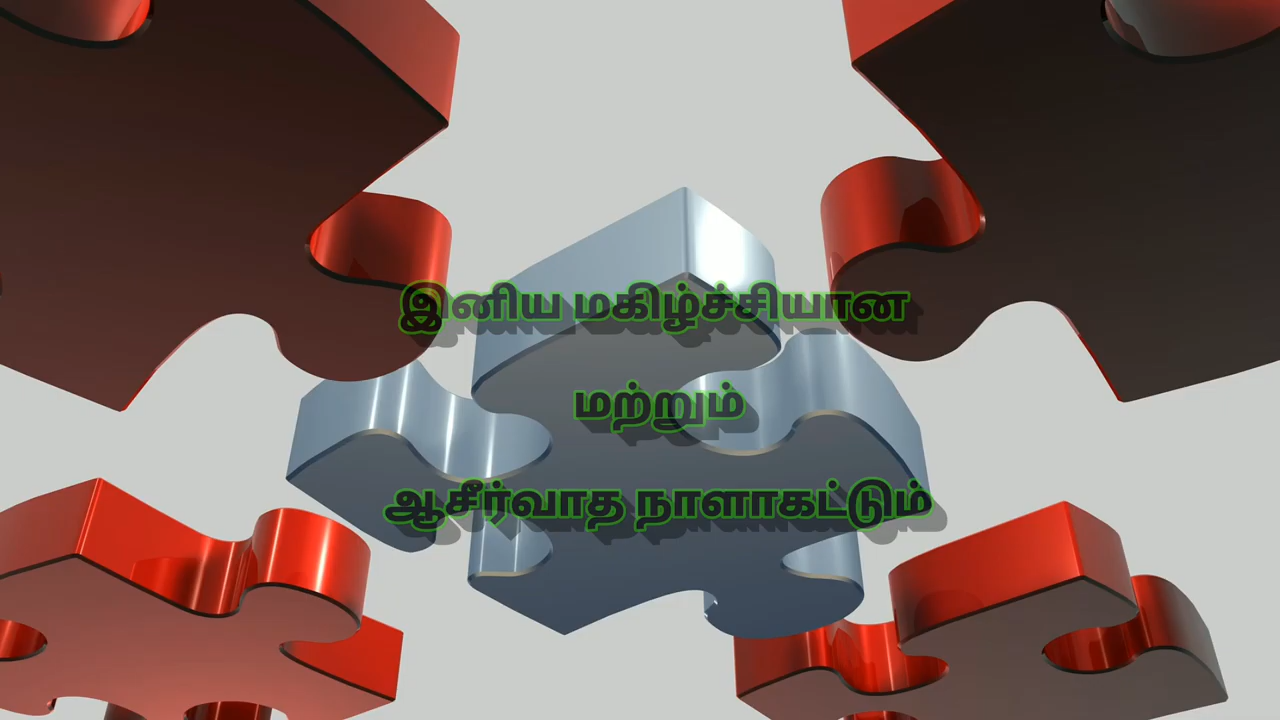 இனிய மகிழ்ச்சியான
மற்றும்
ஆசீர்வாத நாளாகட்டும்